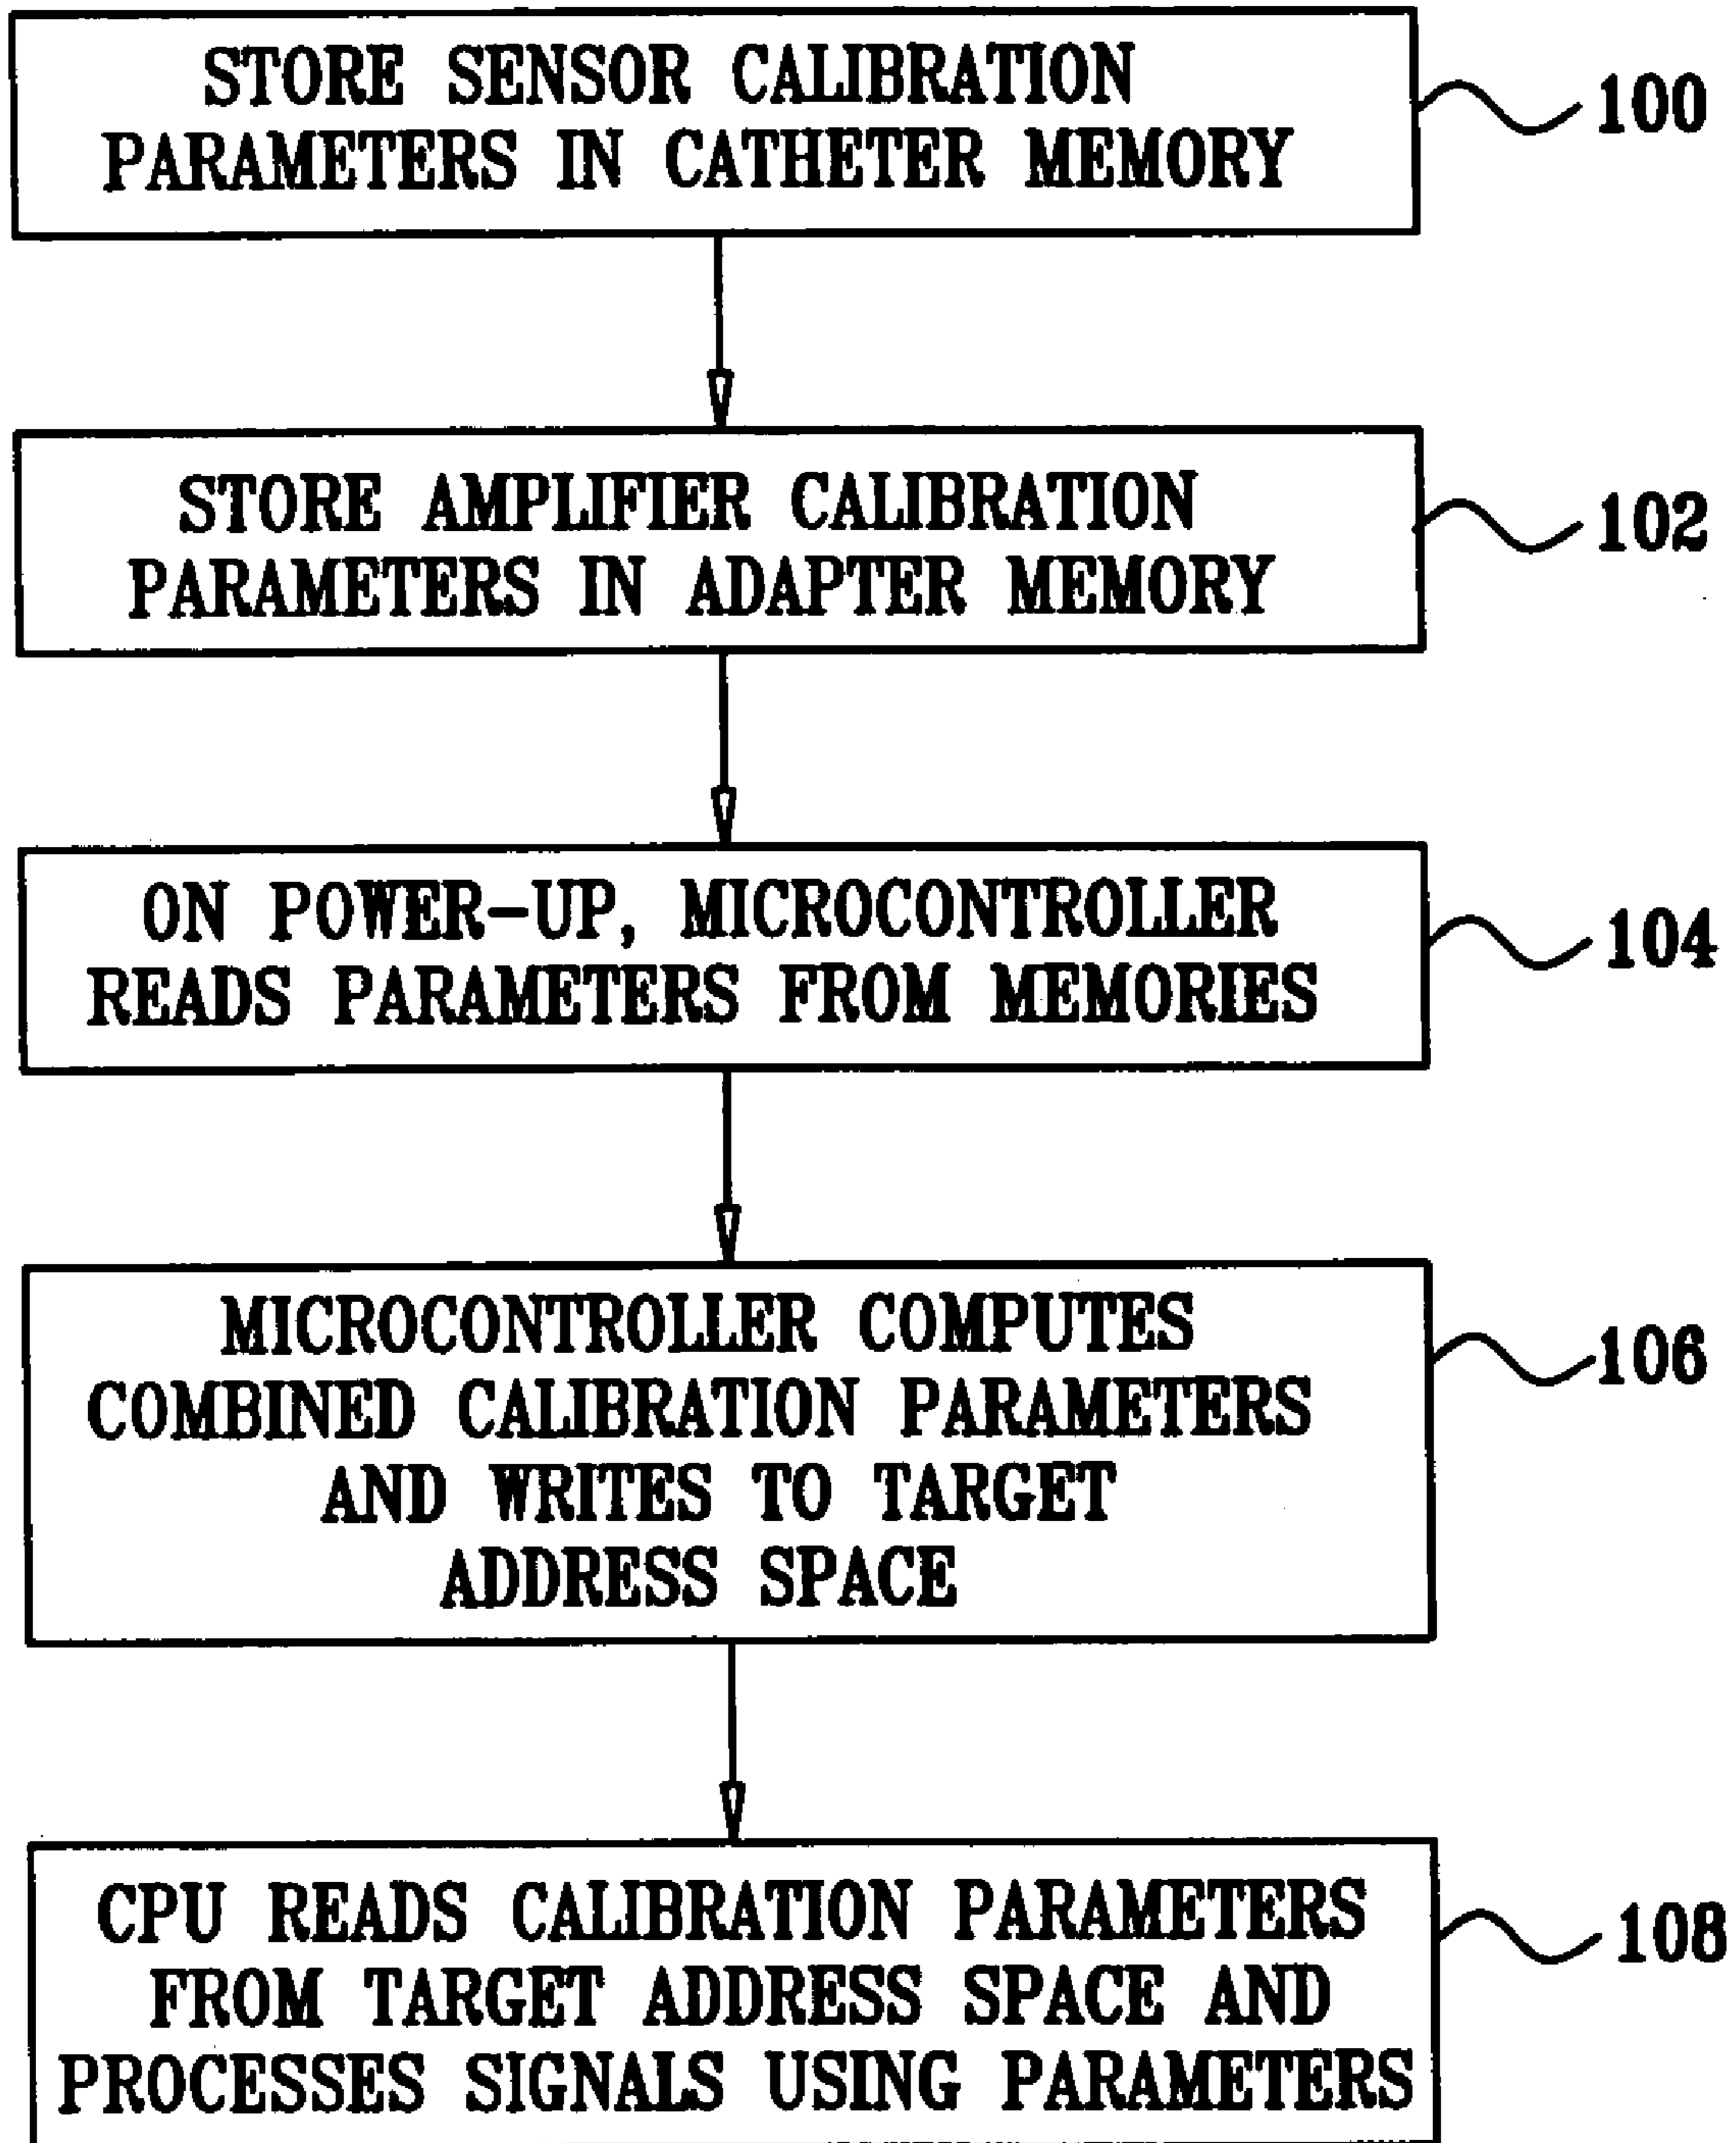 STORE SENSOR CALIBRATION
PARAMETERS IN CATHETER MEMORY
100
STORE AMPLIFIER CALIBRATION
PARAMETERS IN ADAPTER MEMORY
102
ON POWER-UP, MICROCONTROLLER
READS PARAMETERS FROM MEMORIES
104
MICROCONTROLLER COMPUTES
COMBINED CALIBRATION PARAMETERS
AND WRITES TO TARGET
ADDRESS SPACE
106
CPU READS CALIBRATION PARAMETERS
FROM TARGET ADDRESS SPACE AND
PROCESSES SIGNALS USING PARAMETERS
108